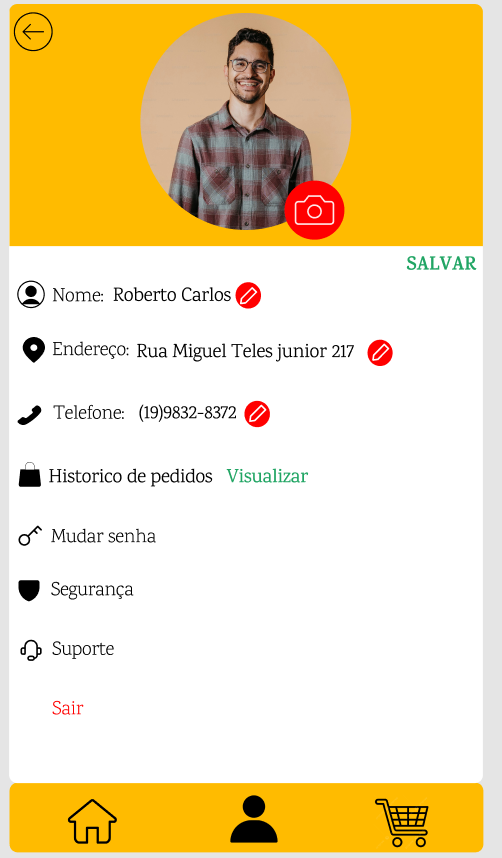 SALVAR
Nome: Roberto Carlos
Endereço: Rua Miguel Teles junior 217
Telefone: (19)9832-8372
Historico de pedidos Visualizar
Mudar senha
Segurança
Suporte
Sair